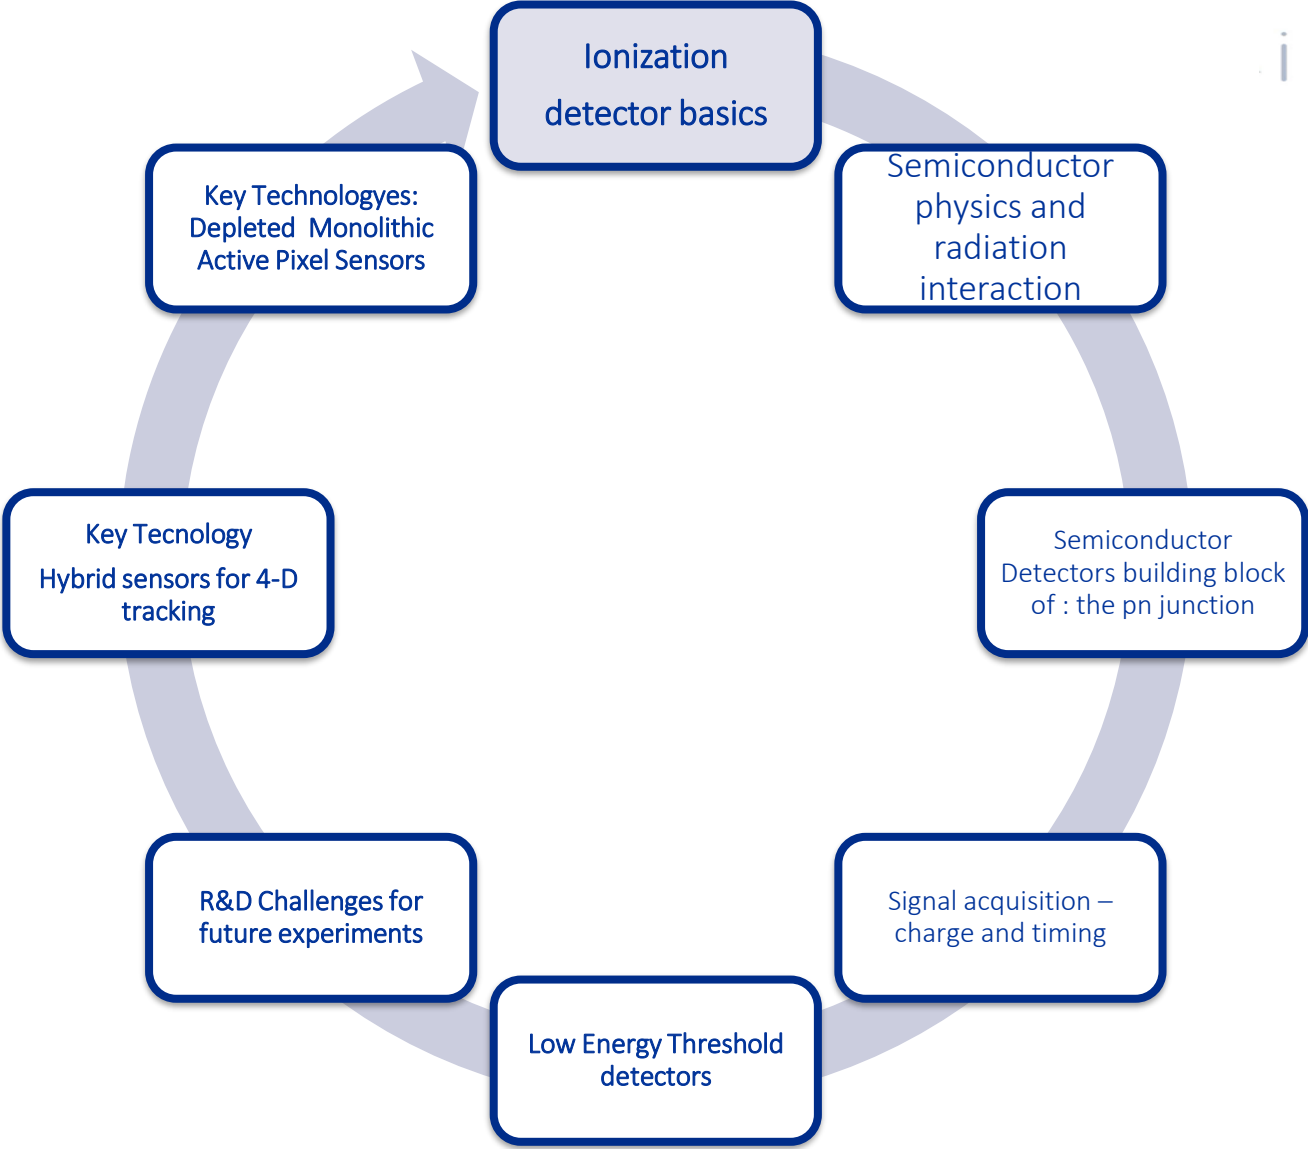 Ionization
detector basics
Semiconductor
physics and
radiation
interaction
Semiconductor
Detectors building block
of : the pn junction
Signal acquisition –
charge and timing
Low Energy Threshold
detectors
R&D Challenges for
future experiments
Key Tecnology
Hybrid sensors for 4-D
tracking
Key Technologyes:
Depleted  Monolithic
Active Pixel Sensors
i